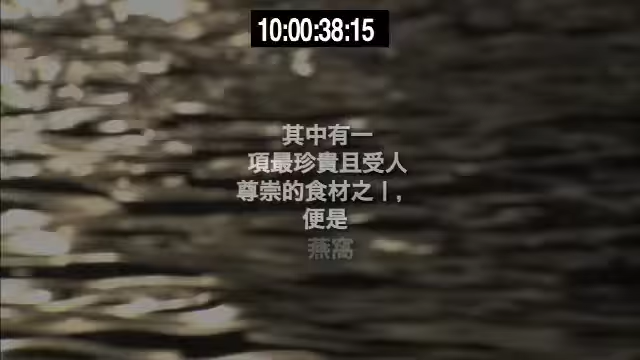 10:00:38:15
其中有一
項最珍貴且受人
尊崇的食材之丨,
便是
燕窩